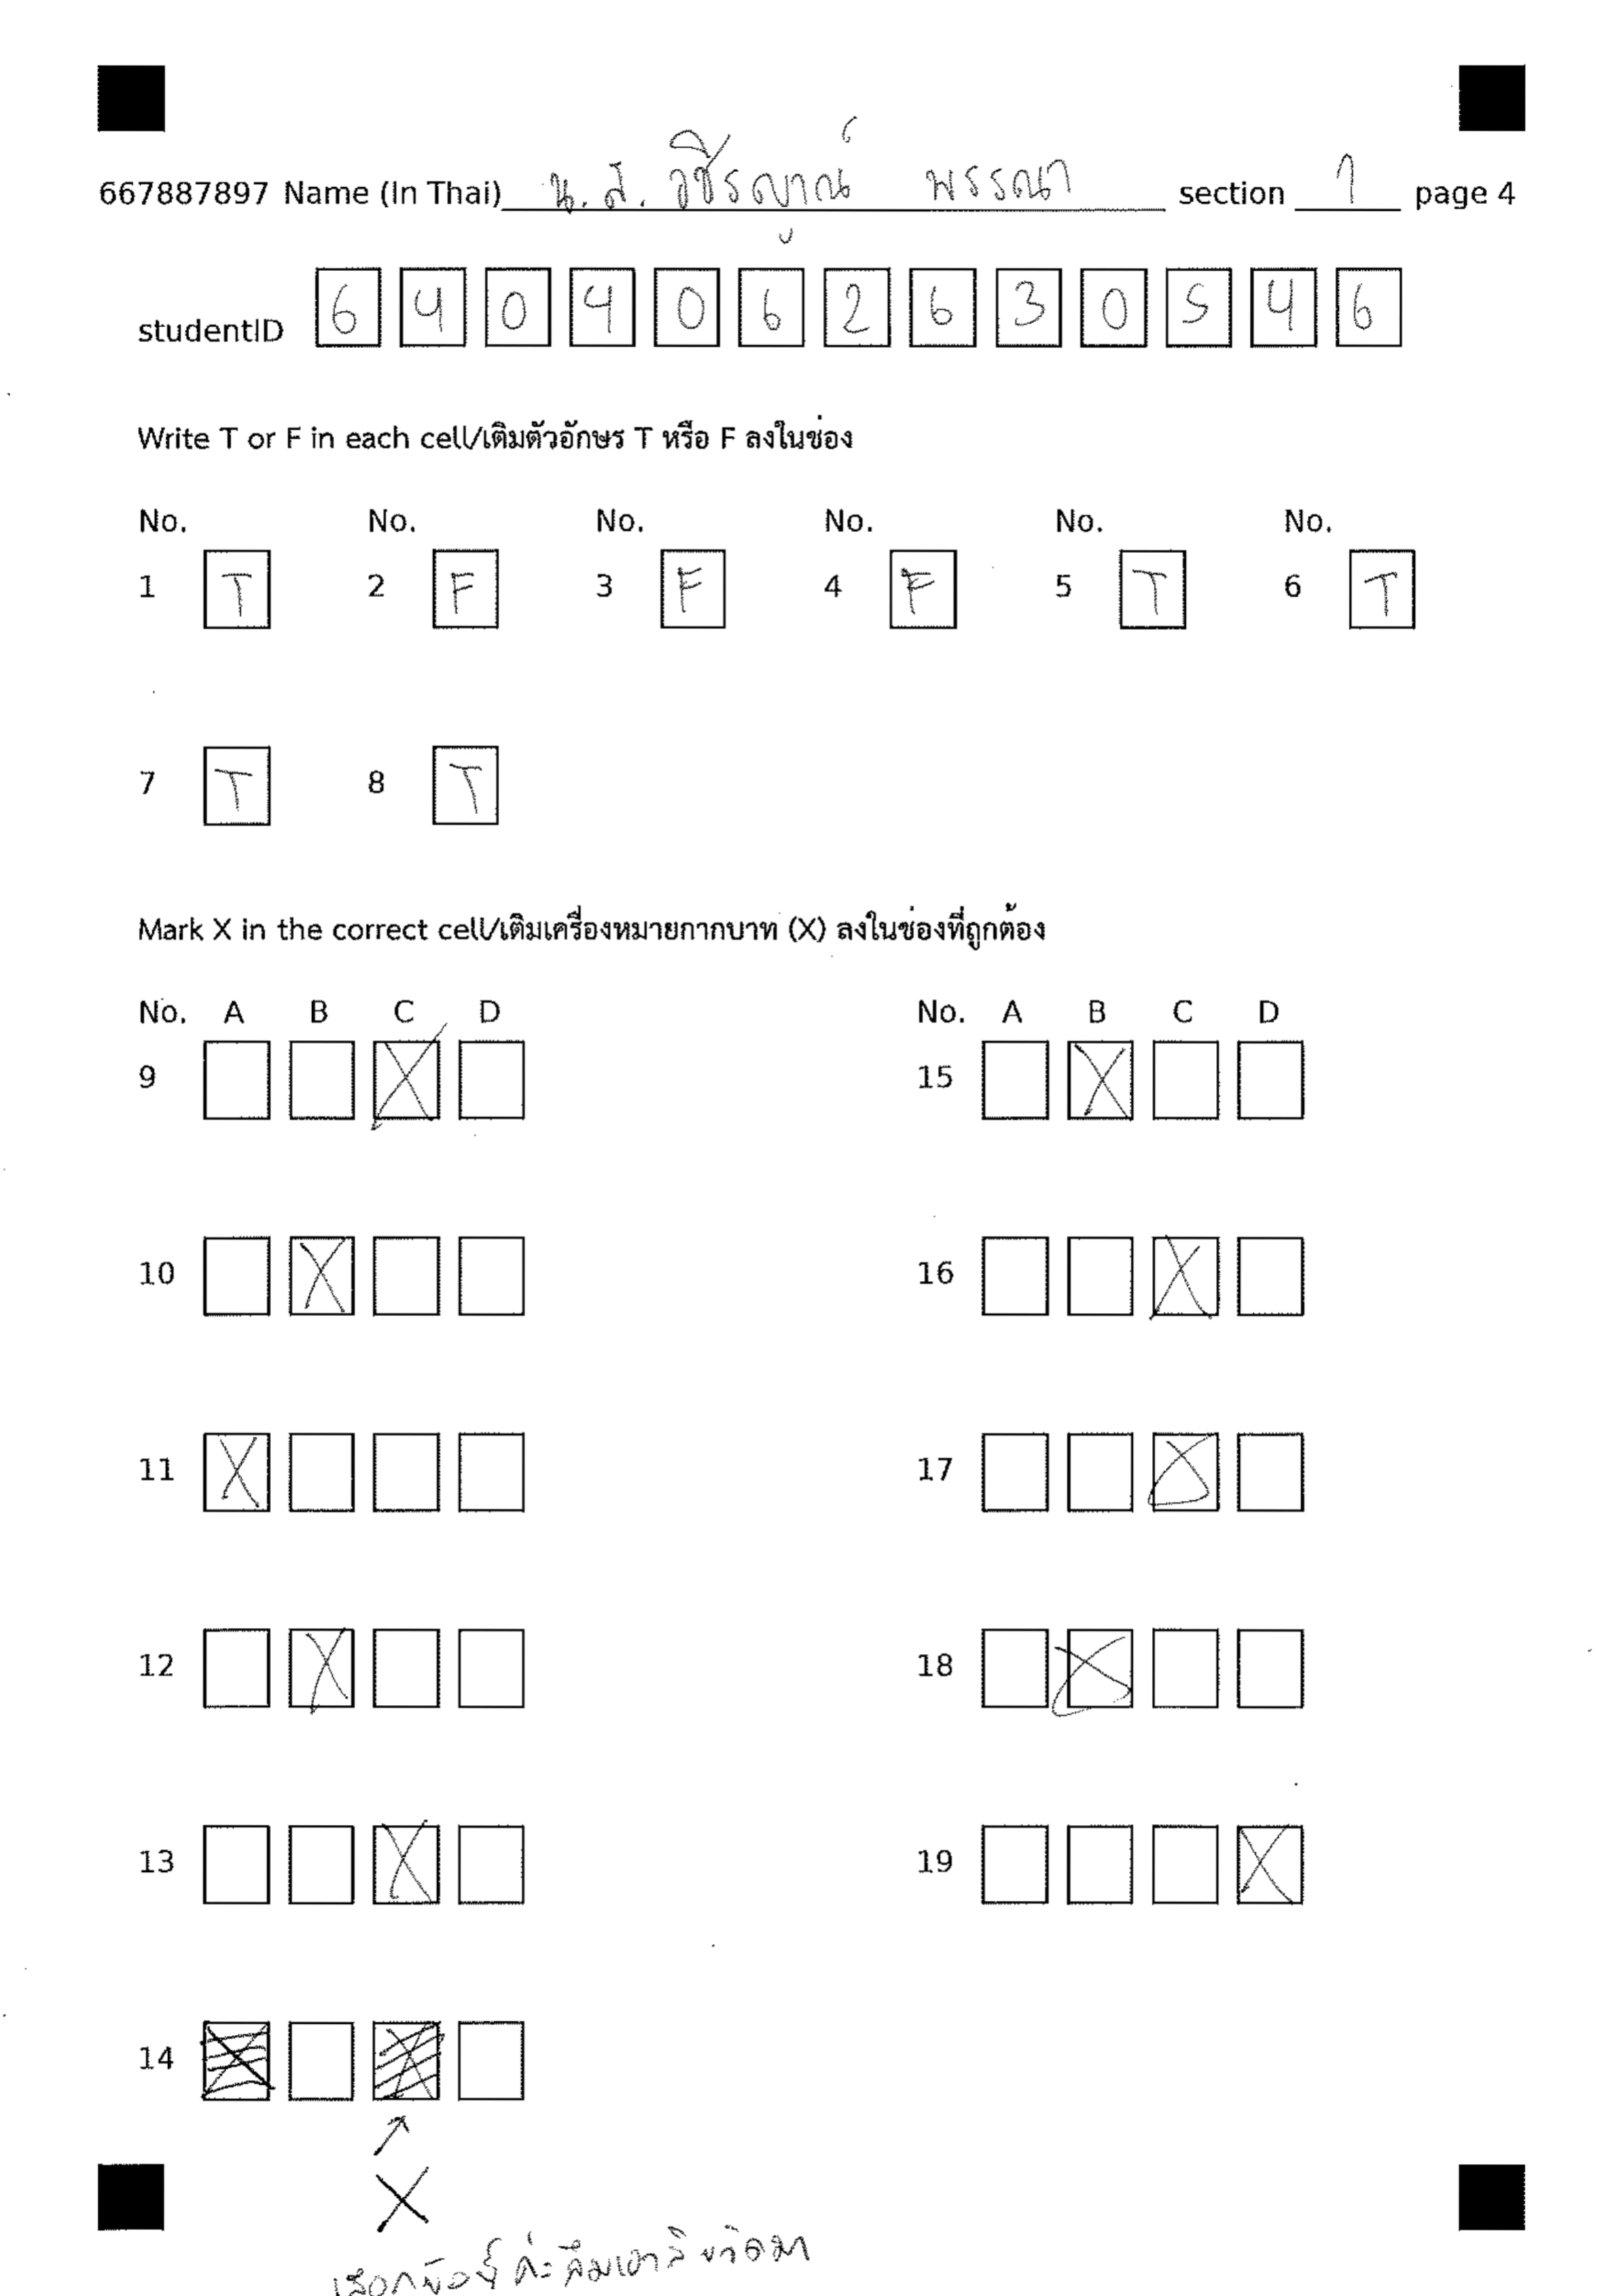 667887897 Name (In Thai) น.ส. วชิรญาณ์ พรรณา section 1 page 4
studentID 6 4 0 4 0 6 2 6 3 0 5 4 6
Write T or F in each cell/เติมตัวอักษร T หรือ F ลงในช่อง
No. No. No. No. No. No.
1 T 2 F 3 F 4 F 5 T 6 T
7 T 8 T
Mark X in the correct cell/เติมเครื่องหมายกากบาท (X) ลงในช่องที่ถูกต้อง
No. A B C D No. A B C D
9 X 15 X
10 X 16 X
11 X 17 X
12 X 18 X
13 X 19 X
14
X
เลือกข้อนี้ค่ะ ลืมเอาลิขวิดมา